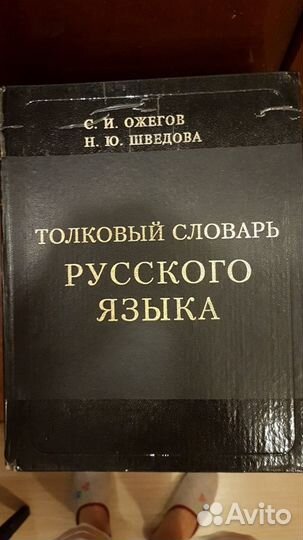 С. И. ОЖЕГОВ
Н. Ю. ШВЕДОВА
ТОЛКОВЫЙ СЛОВАРЬ
РУССКОГО
ЯЗЫКА
Avito